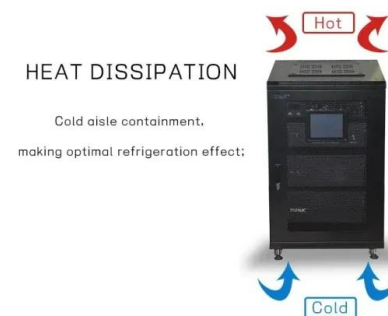 Hot
HEAT DISSIPATION
Cold aisle containment,
making optimal refrigeration effect;
Cold